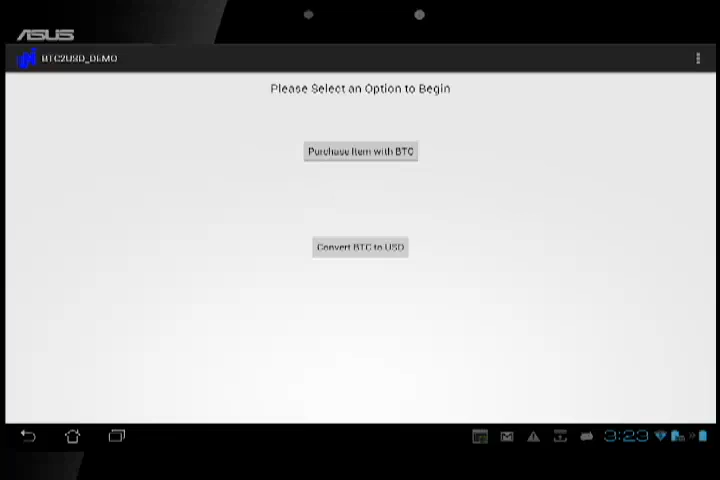 ASUS
BTC2USD_DEMO
Please Select an Option to Begin
Purchase Item with BTC
Convert BTC to USD
3:23